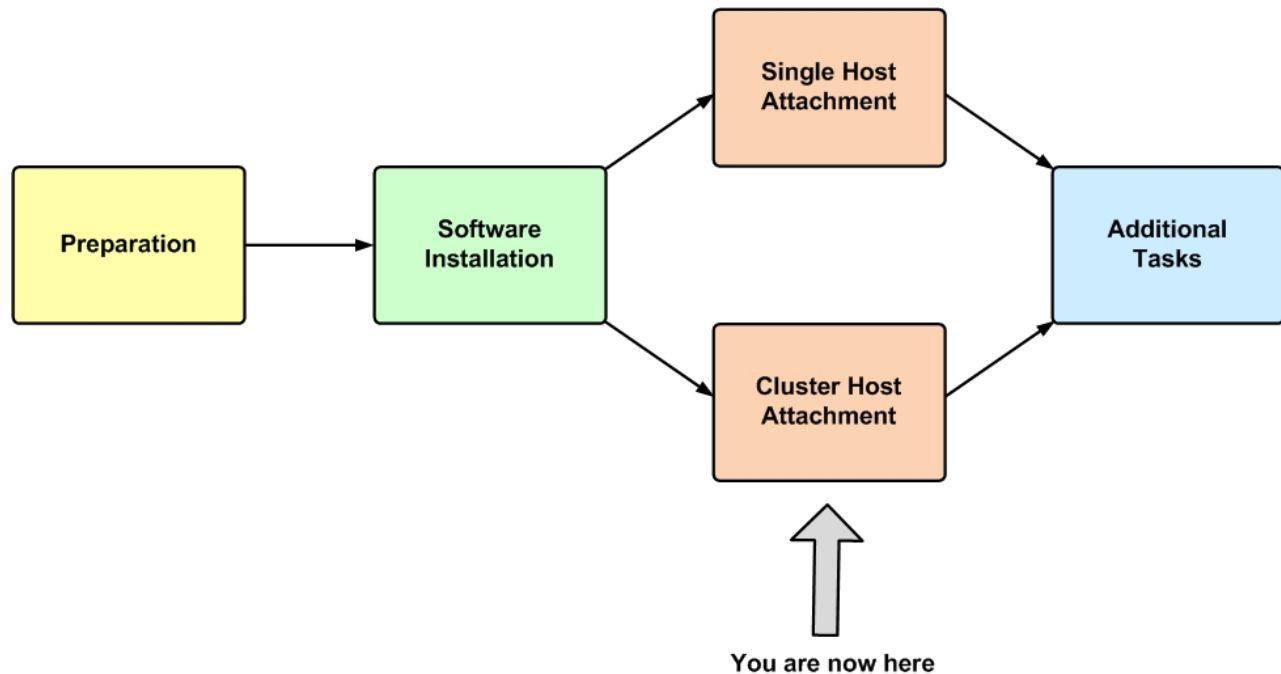 Preparation
Software
Installation
Single Host
Attachment
Cluster Host
Attachment
Additional
Tasks
You are now here